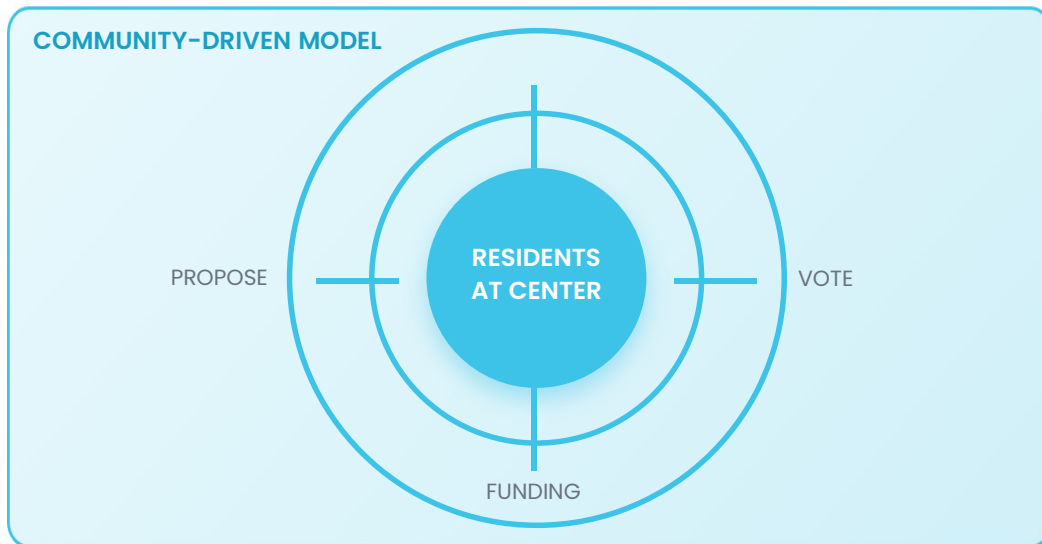 COMMUNITY-DRIVEN MODEL
RESIDENTS
AT CENTER
PROPOSE
VOTE
FUNDING